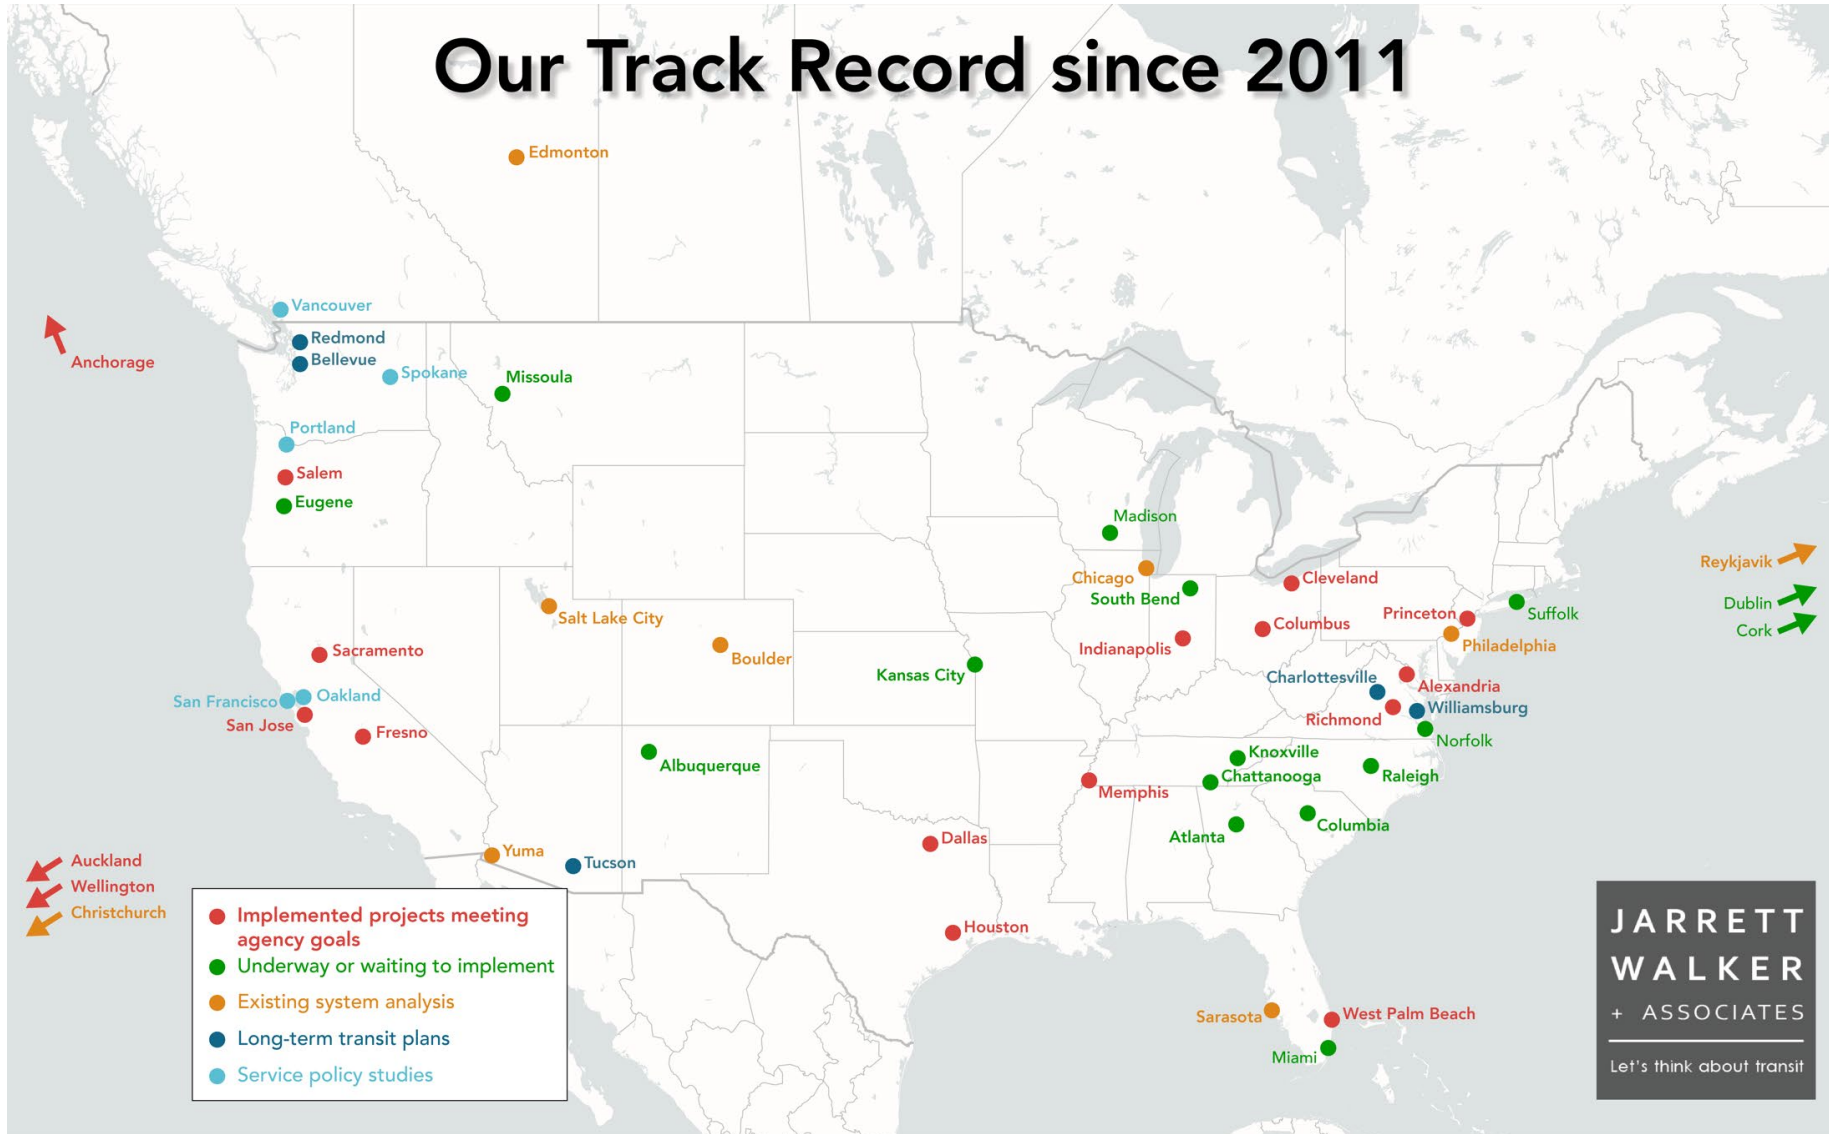 Our Track Record since 2011
Edmonton
Vancouver
Redmond
Bellevue
Anchorage
Spokane
Missoula
Portland
Salem
Eugene
Madison
Chicago
South Bend
Cleveland
Reykjavik
Dublin
Cork
Salt Lake City
Princeton
Suffolk
Columbus
Philadelphia
Indianapolis
Sacramento
Boulder
Kansas City
Charlottesville
Alexandria
San Francisco
Oakland
Williamsburg
San Jose
Richmond
Fresno
Norfolk
Albuquerque
Knoxville
Chattanooga
Raleigh
Memphis
Atlanta
Columbia
Dallas
Yuma
Tucson
Auckland
Wellington
Christchurch
Houston
Sarasota
West Palm Beach
Miami
Implemented projects meeting
agency goals
Underway or waiting to implement
Existing system analysis
Long-term transit plans
Service policy studies
JARRETT
WALKER
+ ASSOCIATES
Let's think about transit